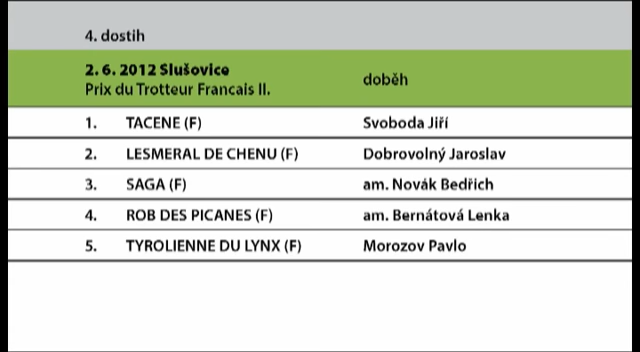 4. dostih
2. 6. 2012 Slušovice
Prix du Trotteur Francais II.
doběh
1. TACENE (F) Svoboda Jiří
2. LESMERAL DE CHENU (F) Dobrovolný Jaroslav
3. SAGA (F) am. Novák Bedřich
4. ROB DES PICANES (F) am. Bernátová Lenka
5. TYROLIENNE DU LYNX (F) Morozov Pavlo